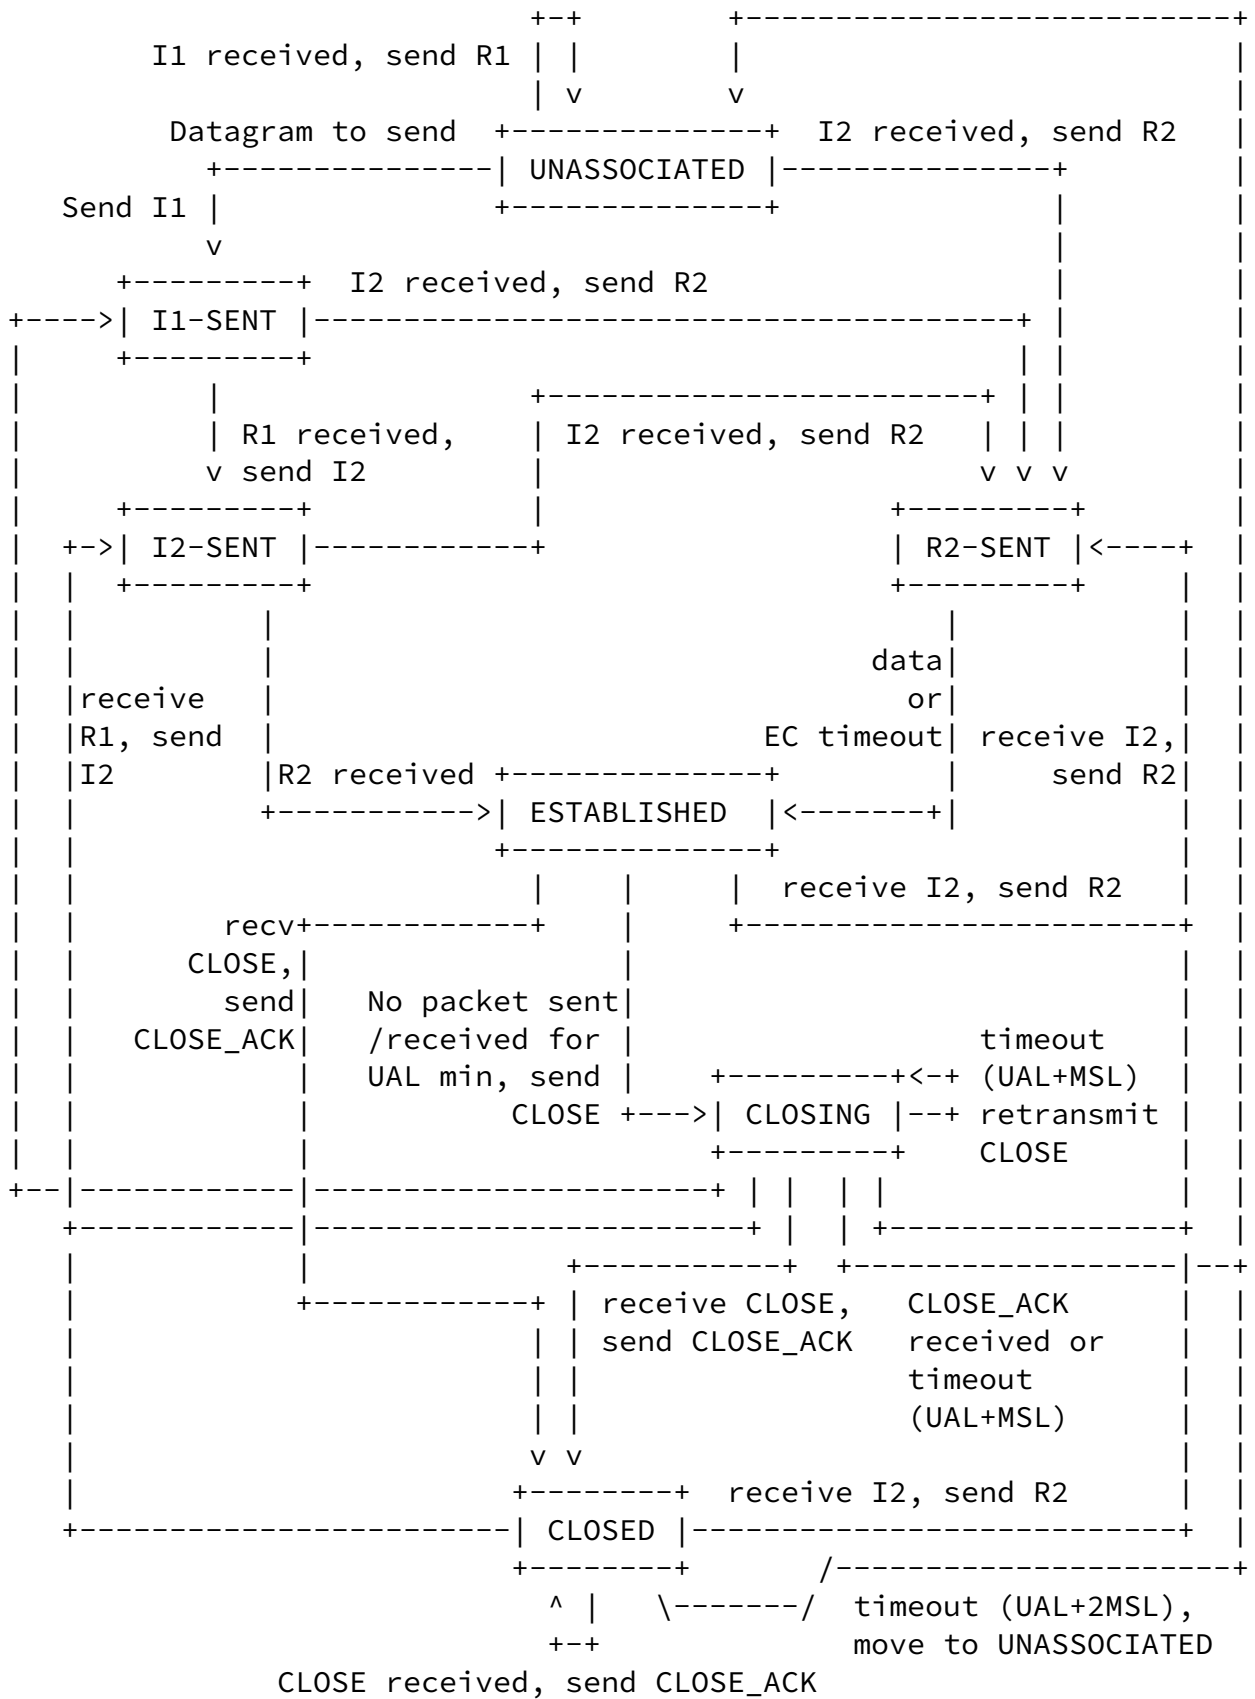 I1 received, send R1
Datagram to send I2 received, send R2
UNASSOCIATED
Send I1
I2 received, send R2
I1-SENT
R1 received, I2 received, send R2
send I2
I2-SENT R2-SENT
data
receive or
R1, send EC timeout receive I2,
I2 R2 received send R2
ESTABLISHED
receive I2, send R2
recv
CLOSE,
send No packet sent
CLOSE_ACK /received for timeout
UAL min, send (UAL+MSL)
CLOSE CLOSING retransmit
CLOSE
receive CLOSE, CLOSE_ACK
send CLOSE_ACK received or
timeout
(UAL+MSL)
receive I2, send R2
CLOSED
timeout (UAL+2MSL),
move to UNASSOCIATED
CLOSE received, send CLOSE_ACK